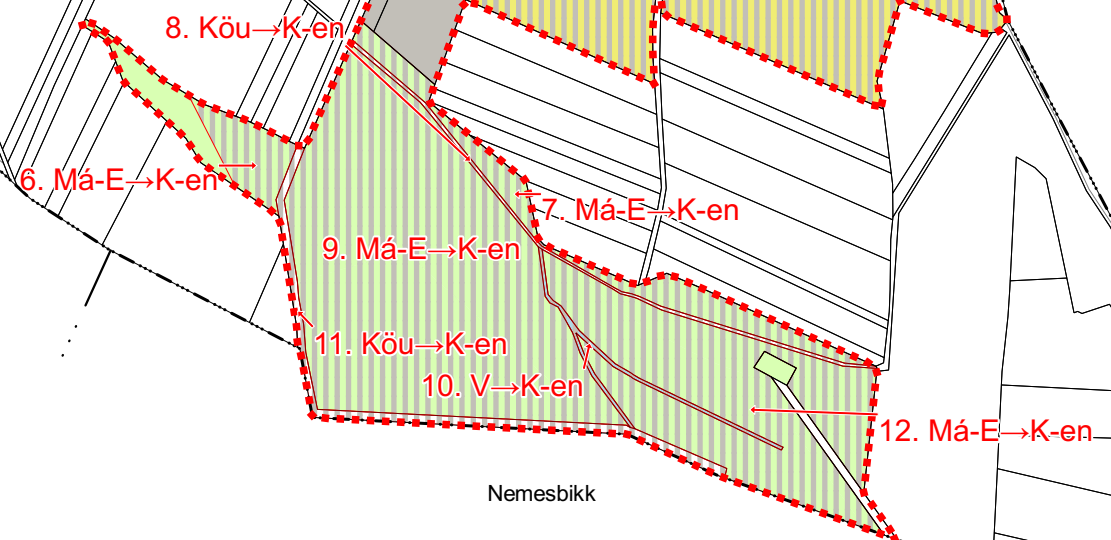 8. Köu→K-en
6. Má-E→K-en
7. Má-E→K-en
9. Má-E→K-en
11. Köu→K-en
10. V→K-en
12. Má-E→K-en
Nemesbikk